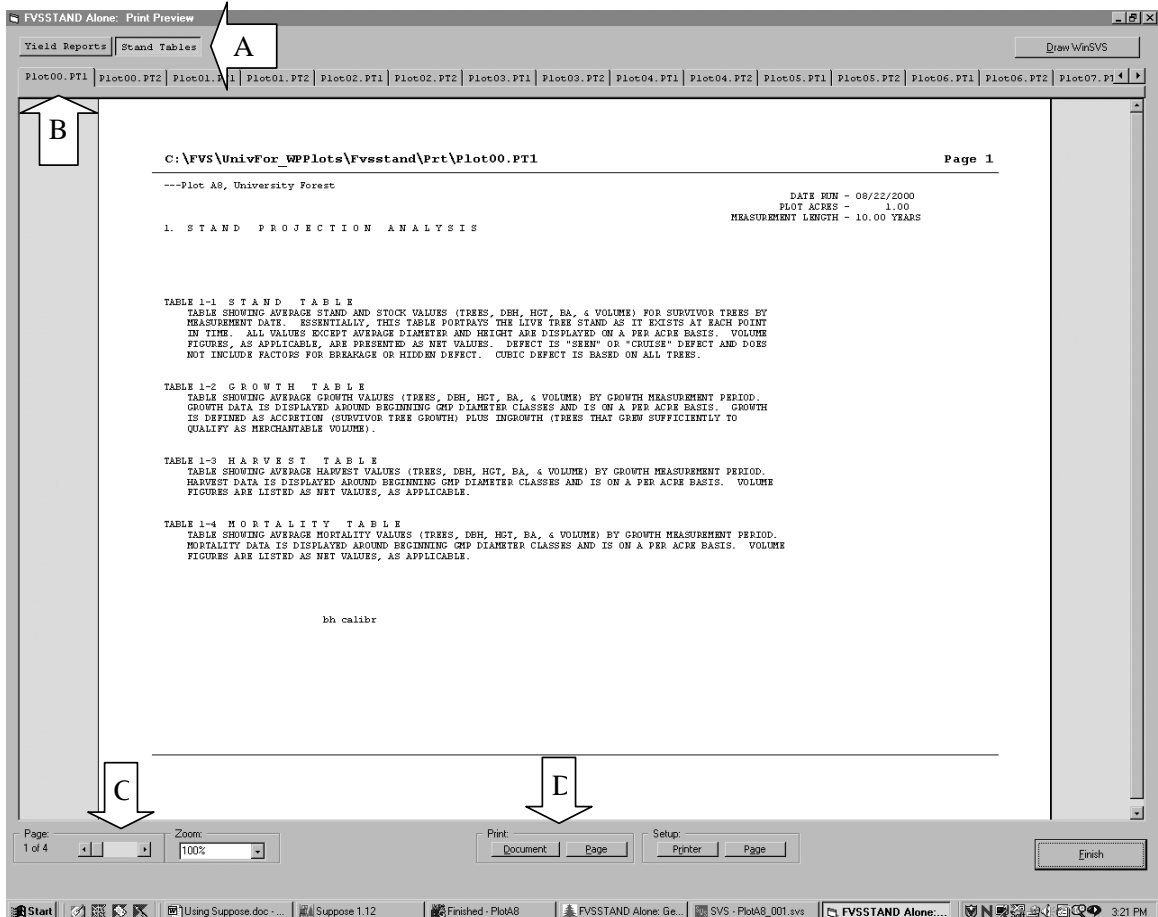 FVSSTAND Alone: Print Preview
Yield Reports Stand Tables A Draw WinSVS
Plot00.PT1 Plot00.PT2 Plot01. Plot01.PT2 Plot02.PT1 Plot02.PT2 Plot03.PT1 Plot03.PT2 Plot04.PT1 Plot04.PT2 Plot05.PT1 Plot05.PT2 Plot06.PT1 Plot06.PT2 Plot07.P
B
C:\FVS\UnivFor_WPPlots\Fvsstand\Prt\Plot00.PT1 Page 1
---Plot A8, University Forest
DATE RUN - 08/22/2000
PLOT ACRES - 1.00
MEASUREMENT LENGTH - 10.00 YEARS
1. S T A N D P R O J E C T I O N A N A L Y S I S
TABLE 1-1 S T A N D T A B L E
TABLE SHOWING AVERAGE STAND AND STOCK VALUES (TREES, DBH, HGT, BA, & VOLUME) FOR SURVIVOR TREES BY
MEASUREMENT DATE. ESSENTIALLY, THIS TABLE PORTRAYS THE LIVE TREE STAND AS IT EXISTS AT EACH POINT
IN TIME. ALL VALUES EXCEPT AVERAGE DIAMETER AND HEIGHT ARE DISPLAYED ON A PER ACRE BASIS. VOLUME
FIGURES, AS APPLICABLE, ARE PRESENTED AS NET VALUES. DEFECT IS "SEEN" OR "CRUISE" DEFECT AND DOES
NOT INCLUDE FACTORS FOR BREAKAGE OR HIDDEN DEFECT. CUBIC DEFECT IS BASED ON ALL TREES.
TABLE 1-2 G R O W T H T A B L E
TABLE SHOWING AVERAGE GROWTH VALUES (TREES, DBH, HGT, BA, & VOLUME) BY GROWTH MEASUREMENT PERIOD.
GROWTH DATA IS DISPLAYED AROUND BEGINNING GMP DIAMETER CLASSES AND IS ON A PER ACRE BASIS. GROWTH
IS DEFINED AS ACCRETION (SURVIVOR TREE GROWTH) PLUS INGROWTH (TREES THAT GREW SUFFICIENTLY TO
QUALIFY AS MERCHANTABLE VOLUME).
TABLE 1-3 H A R V E S T T A B L E
TABLE SHOWING AVERAGE HARVEST VALUES (TREES, DBH, HGT, BA, & VOLUME) BY GROWTH MEASUREMENT PERIOD.
HARVEST DATA IS DISPLAYED AROUND BEGINNING GMP DIAMETER CLASSES AND IS ON A PER ACRE BASIS. VOLUME
FIGURES ARE LISTED AS NET VALUES, AS APPLICABLE.
TABLE 1-4 M O R T A L I T Y T A B L E
TABLE SHOWING AVERAGE MORTALITY VALUES (TREES, DBH, HGT, BA, & VOLUME) BY GROWTH MEASUREMENT PERIOD.
MORTALITY DATA IS DISPLAYED AROUND BEGINNING GMP DIAMETER CLASSES AND IS ON A PER ACRE BASIS. VOLUME
FIGURES ARE LISTED AS NET VALUES, AS APPLICABLE.
bh calibr
C
Page: Zoom: Print: Setup:
1 of 4 100% Document Page Printer Page Finish
Start Using Suppose.doc - ... Suppose 1.12 Finished - PlotA8 FVSSTAND Alone: Ge... SVS - PlotA8_001.svs FVSSTAND Alone:... 3:21 PM